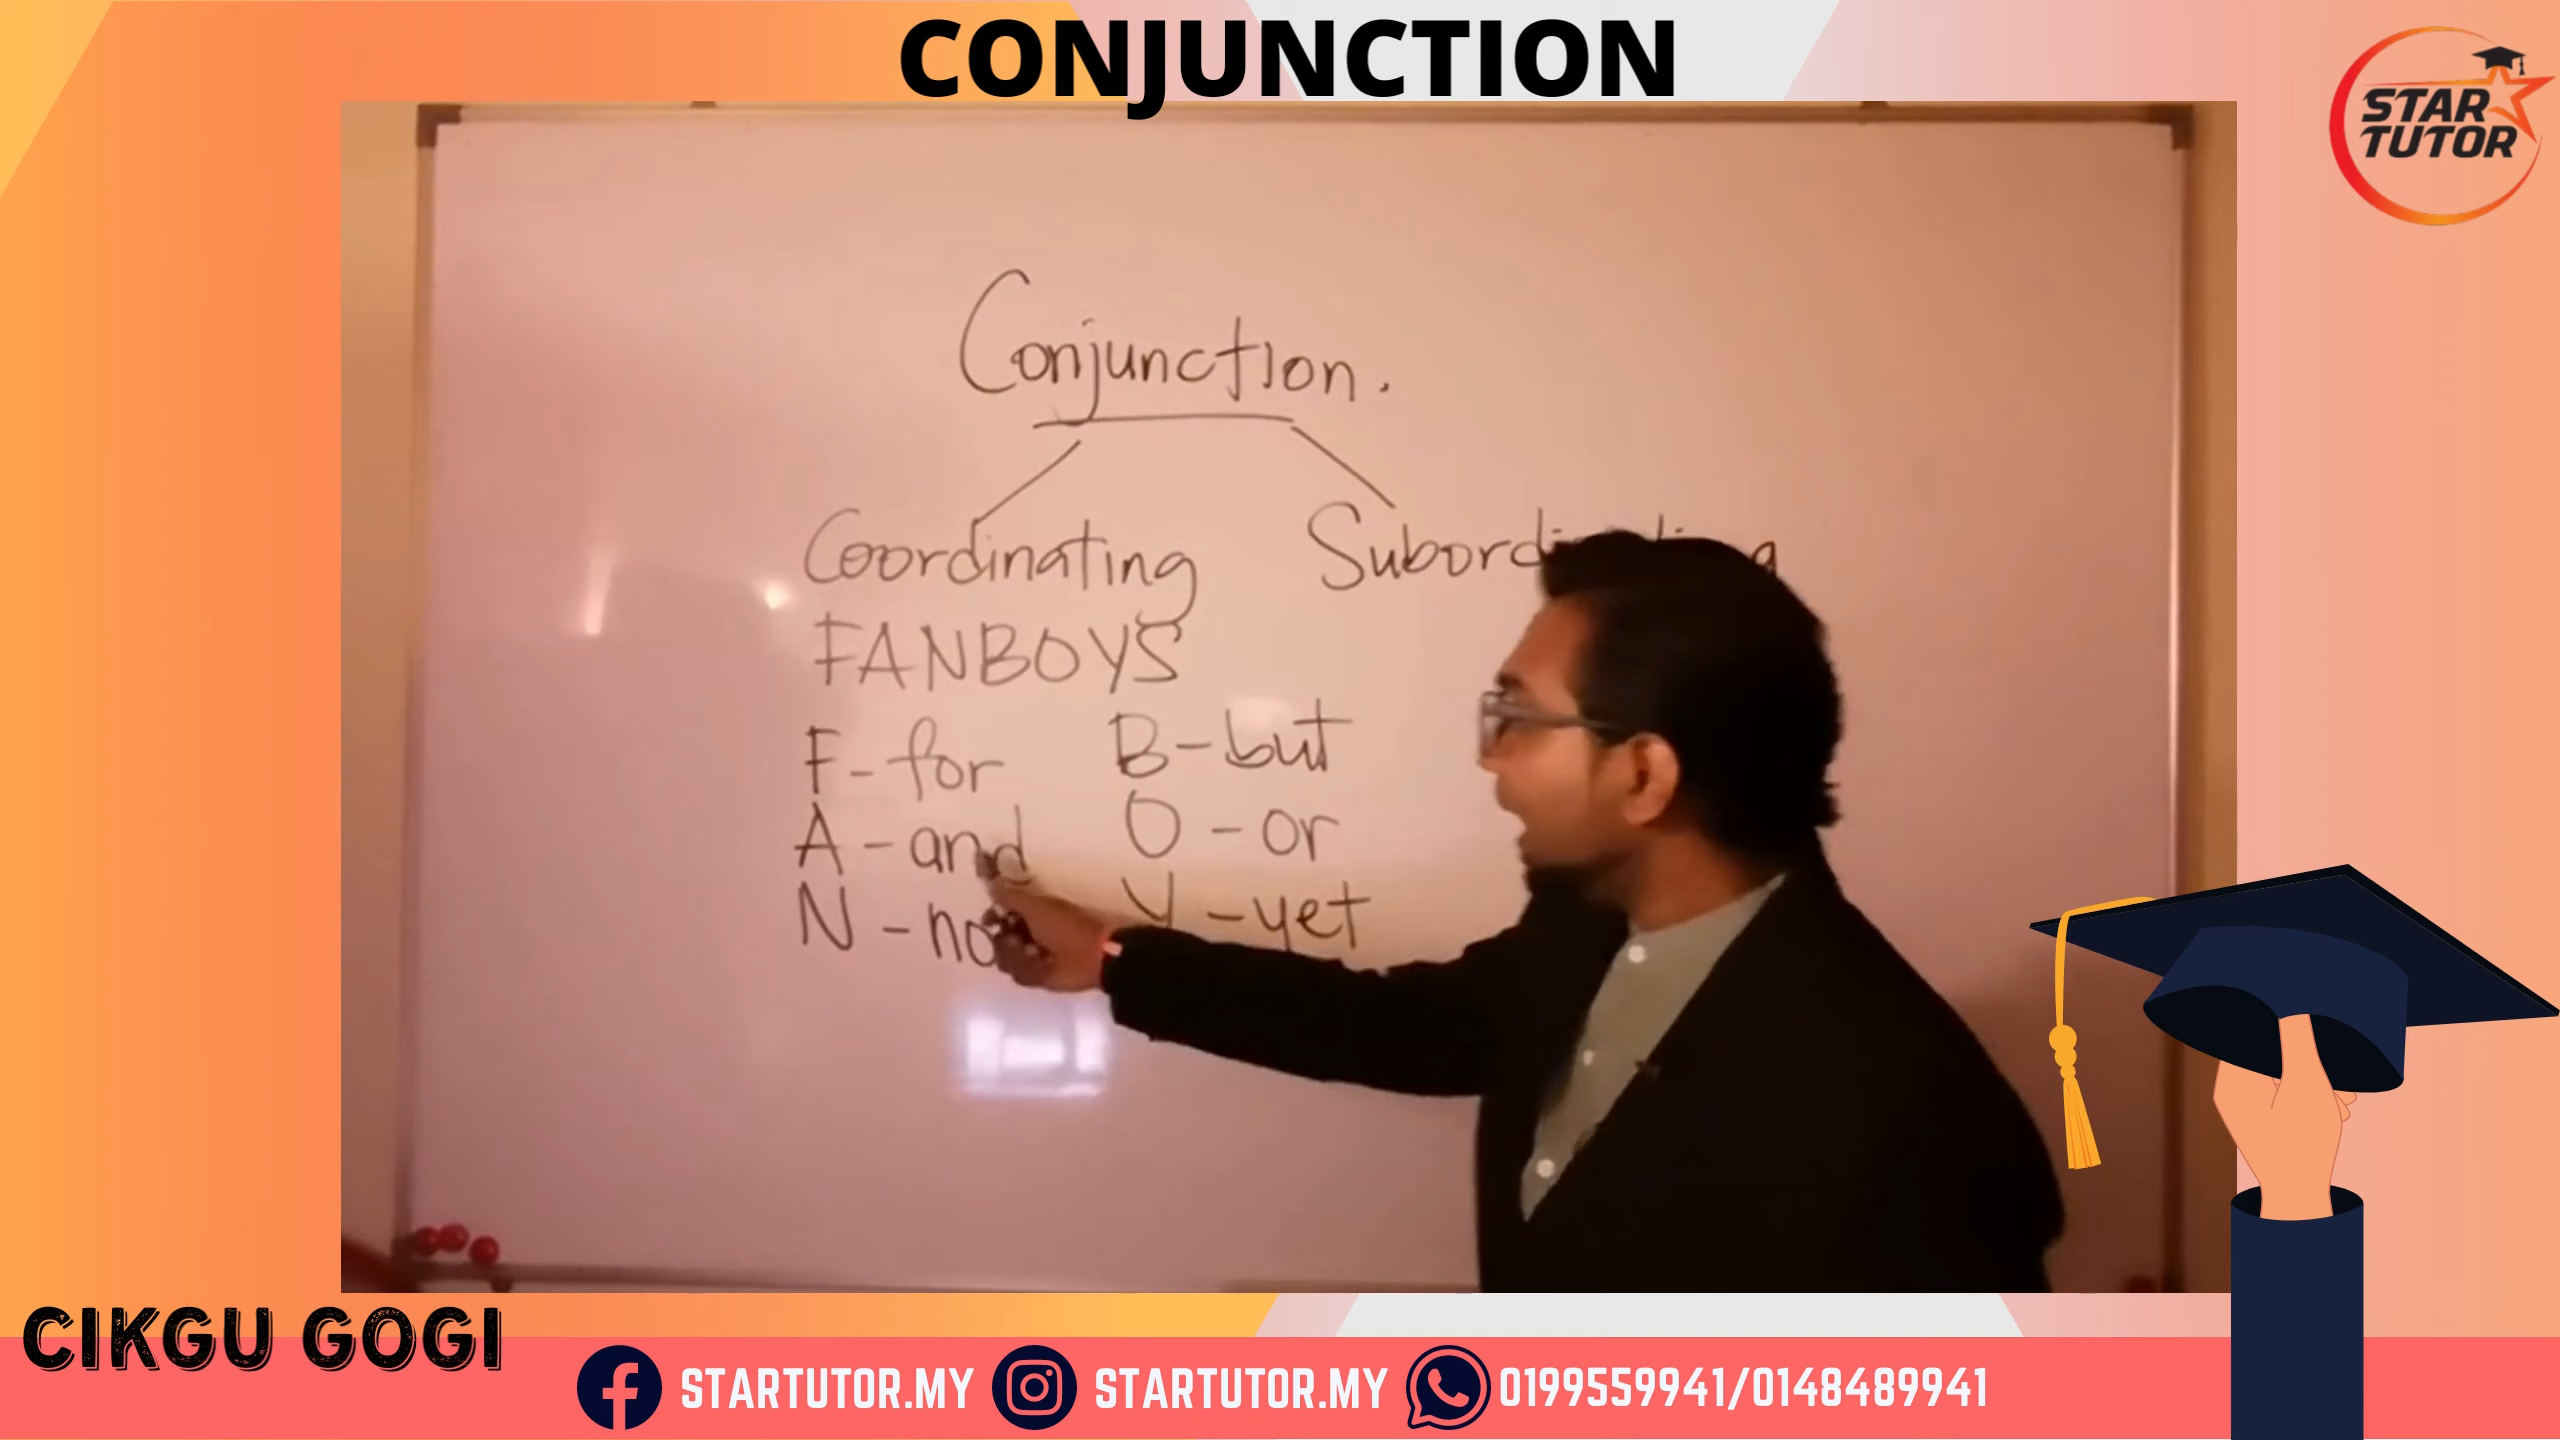 CONJUNCTION
STAR
TUTOR
Conjunction.
Coordinating
FANBOYS
F - for B - but
A - and O - or
N - Y - yet
CIKGU GOGI
STARTUTOR.MY STARTUTOR.MY 0199559941/0148489941